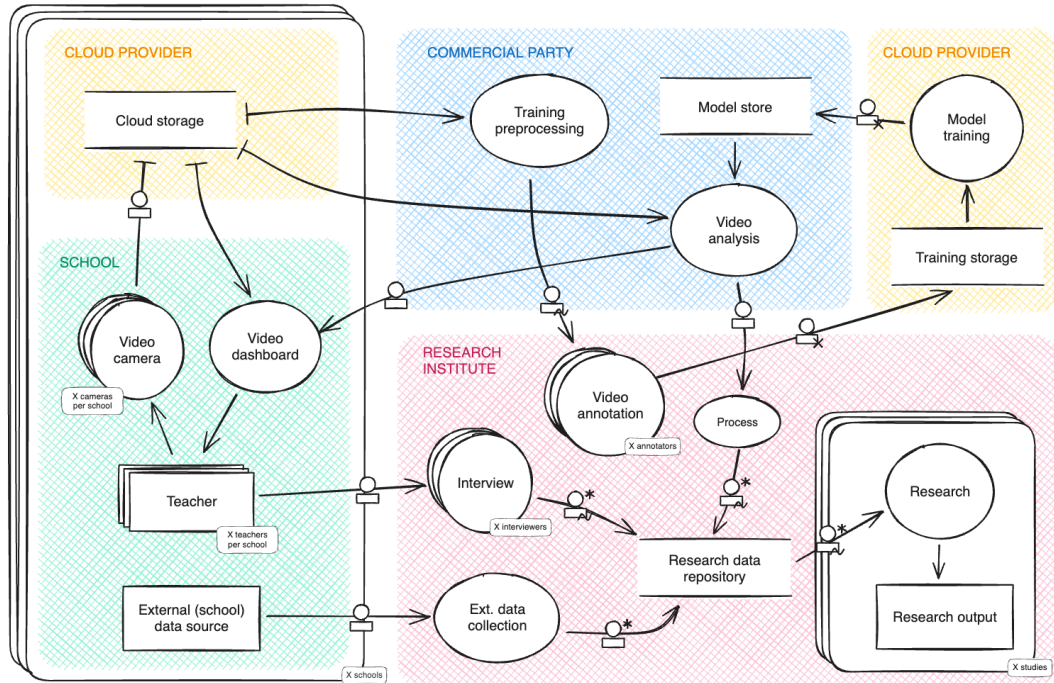 CLOUD PROVIDER
Cloud storage
COMMERCIAL PARTY
Training
preprocessing
Model store
Video
analysis
CLOUD PROVIDER
Model
training
Training storage
SCHOOL
Video
camera
X cameras
per school
Video
dashboard
Teacher
X teachers
per school
External (school)
data source
X schools
RESEARCH
INSTITUTE
Video
annotation
X annotators
Process
*
Interview
X interviewers
*
Research data
repository
*
Ext. data
collection
*
Research
Research output
X studies